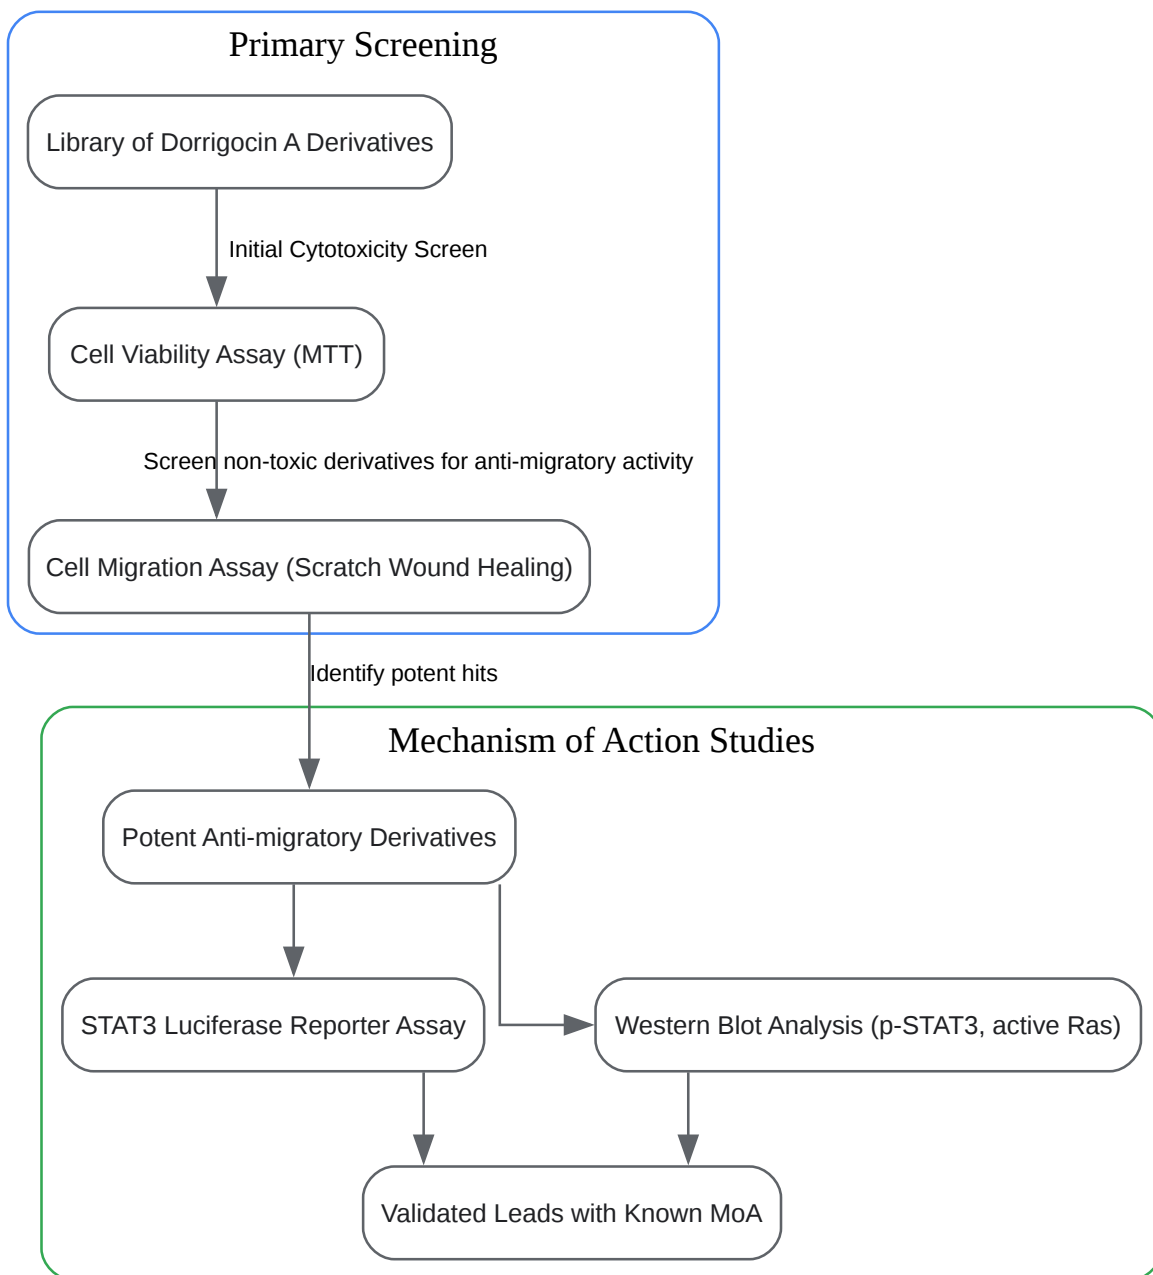 Primary Screening
Library of Dorrigocin A Derivatives
Initial Cytotoxicity Screen
Cell Viability Assay (MTT)
Screen non-toxic derivatives for anti-migratory activity
Cell Migration Assay (Scratch Wound Healing)
Identify potent hits
Mechanism of Action Studies
Potent Anti-migratory Derivatives
STAT3 Luciferase Reporter Assay
Western Blot Analysis (p-STAT3, active Ras)
Validated Leads with Known MoA